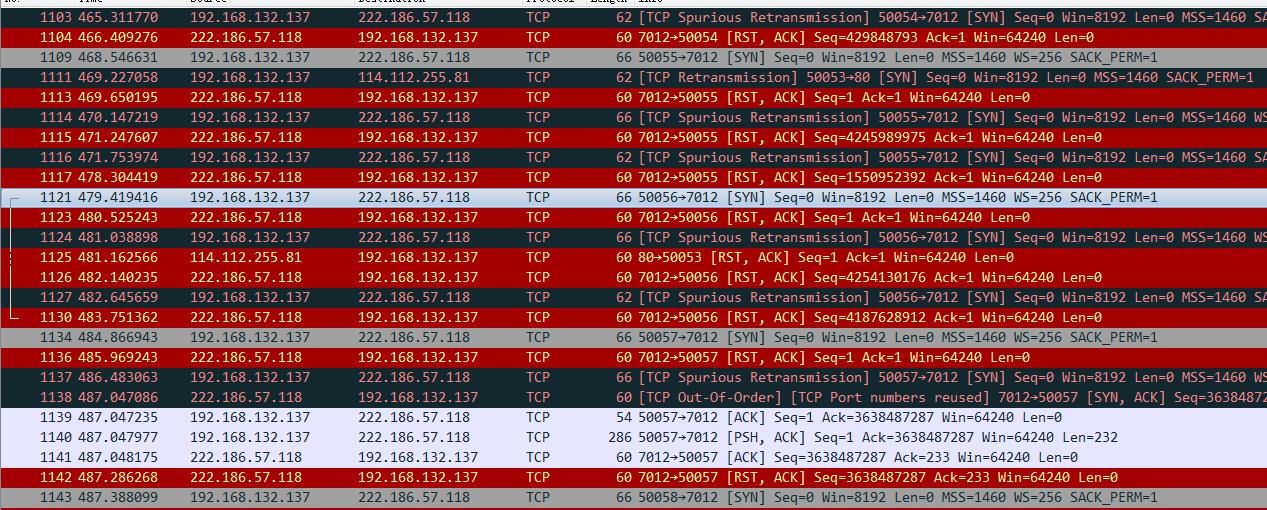 1103 465.311770 192.168.132.137 222.186.57.118 TCP 62 [TCP Spurious Retransmission] 50054→7012 [SYN] Seq=0 Win=8192 Len=0 MSS=1460
1104 466.409276 222.186.57.118 192.168.132.137 TCP 60 7012→50054 [RST, ACK] Seq=429848793 Ack=1 Win=64240 Len=0
1109 468.546631 192.168.132.137 222.186.57.118 TCP 66 50055→7012 [SYN] Seq=0 Win=8192 Len=0 MSS=1460 WS=256 SACK_PERM=1
1111 469.227058 192.168.132.137 114.112.255.81 TCP 62 [TCP Retransmission] 50053→80 [SYN] Seq=0 Win=8192 Len=0 MSS=1460 SACK_PERM=1
1113 469.650195 222.186.57.118 192.168.132.137 TCP 60 7012→50055 [RST, ACK] Seq=1 Ack=1 Win=64240 Len=0
1114 470.147219 192.168.132.137 222.186.57.118 TCP 66 [TCP Spurious Retransmission] 50055→7012 [SYN] Seq=0 Win=8192 Len=0 MSS=1460 WS
1115 471.247607 222.186.57.118 192.168.132.137 TCP 60 7012→50055 [RST, ACK] Seq=4245989975 Ack=1 Win=64240 Len=0
1116 471.753974 192.168.132.137 222.186.57.118 TCP 62 [TCP Spurious Retransmission] 50055→7012 [SYN] Seq=0 Win=8192 Len=0 MSS=1460 SA
1117 478.304419 222.186.57.118 192.168.132.137 TCP 60 7012→50055 [RST, ACK] Seq=1550952392 Ack=1 Win=64240 Len=0
1121 479.419416 192.168.132.137 222.186.57.118 TCP 66 50056→7012 [SYN] Seq=0 Win=8192 Len=0 MSS=1460 WS=256 SACK_PERM=1
1123 480.525243 222.186.57.118 192.168.132.137 TCP 60 7012→50056 [RST, ACK] Seq=1 Ack=1 Win=64240 Len=0
1124 481.038898 192.168.132.137 222.186.57.118 TCP 66 [TCP Spurious Retransmission] 50056→7012 [SYN] Seq=0 Win=8192 Len=0 MSS=1460 WS
1125 481.162566 114.112.255.81 192.168.132.137 TCP 60 80→50053 [RST, ACK] Seq=1 Ack=1 Win=64240 Len=0
1126 482.140235 222.186.57.118 192.168.132.137 TCP 60 7012→50056 [RST, ACK] Seq=4254130176 Ack=1 Win=64240 Len=0
1127 482.645659 192.168.132.137 222.186.57.118 TCP 62 [TCP Spurious Retransmission] 50056→7012 [SYN] Seq=0 Win=8192 Len=0 MSS=1460 SA
1130 483.751362 222.186.57.118 192.168.132.137 TCP 60 7012→50056 [RST, ACK] Seq=4187628912 Ack=1 Win=64240 Len=0
1134 484.866943 192.168.132.137 222.186.57.118 TCP 66 50057→7012 [SYN] Seq=0 Win=8192 Len=0 MSS=1460 WS=256 SACK_PERM=1
1136 485.969243 222.186.57.118 192.168.132.137 TCP 60 7012→50057 [RST, ACK] Seq=1 Ack=1 Win=64240 Len=0
1137 486.483063 192.168.132.137 222.186.57.118 TCP 66 [TCP Spurious Retransmission] 50057→7012 [SYN] Seq=0 Win=8192 Len=0 MSS=1460 WS
1138 487.047086 222.186.57.118 192.168.132.137 TCP 60 [TCP Out-Of-Order] [TCP Port numbers reused] 7012→50057 [SYN, ACK] Seq=3638487
1139 487.047235 192.168.132.137 222.186.57.118 TCP 54 50057→7012 [ACK] Seq=1 Ack=3638487287 Win=64240 Len=0
1140 487.047977 192.168.132.137 222.186.57.118 TCP 286 50057→7012 [PSH, ACK] Seq=1 Ack=3638487287 Win=64240 Len=232
1141 487.048175 222.186.57.118 192.168.132.137 TCP 60 7012→50057 [ACK] Seq=3638487287 Ack=233 Win=64240 Len=0
1142 487.286268 222.186.57.118 192.168.132.137 TCP 60 7012→50057 [RST, ACK] Seq=3638487287 Ack=233 Win=64240 Len=0
1143 487.388099 192.168.132.137 222.186.57.118 TCP 66 50058→7012 [SYN] Seq=0 Win=8192 Len=0 MSS=1460 WS=256 SACK_PERM=1